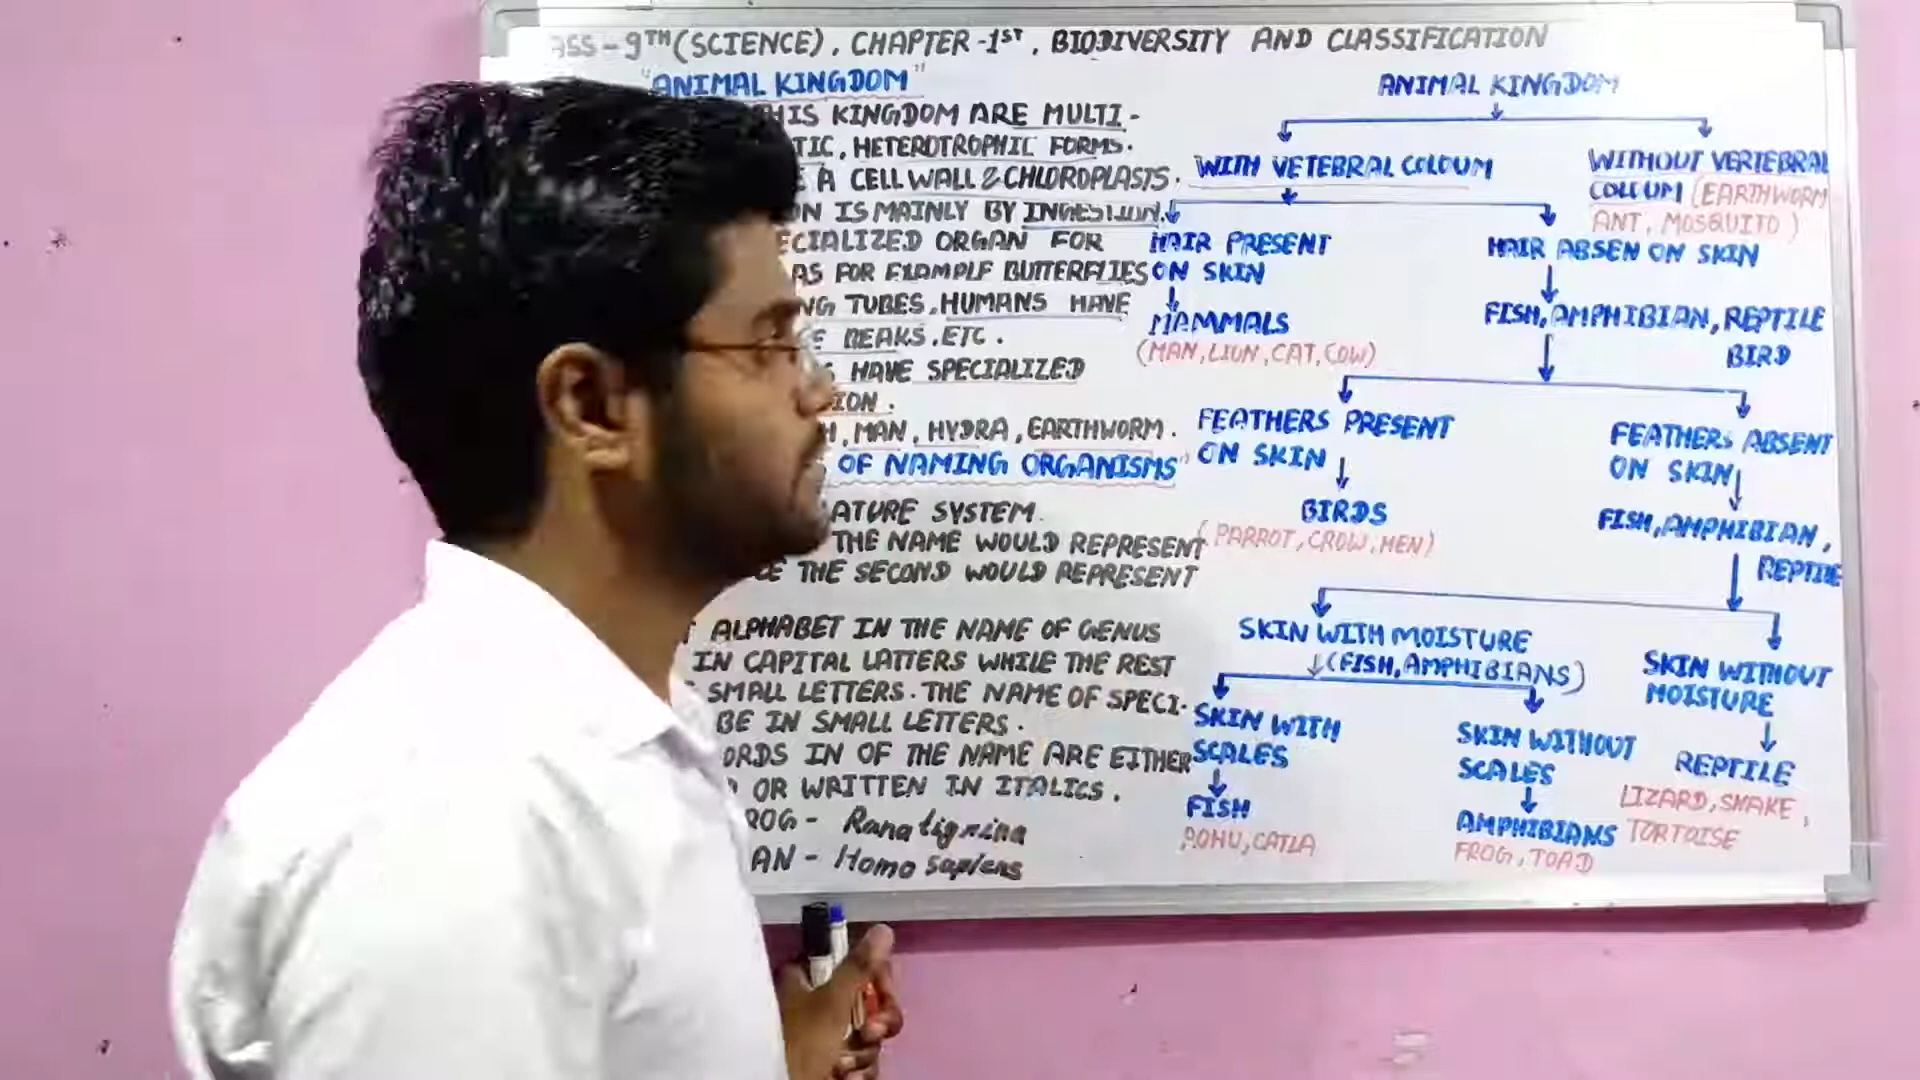 ASS-9TH (SCIENCE). CHAPTER-1ST. BIODIVERSITY AND CLASSIFICATION
"ANIMAL KINGDOM"
HIS KINGDOM ARE MULTI-
TIC, HETEROTROPHIC FORMS.
A CELL WALL & CHLOROPLASTS.
ON IS MAINLY BY INGESTION.
ECIALIZED ORGAN FOR
AS FOR EXAMPLE BUTTERFLIES
NG TUBES, HUMANS HAVE
E BEAKS. ETC.
S HAVE SPECIALIZED
ION.
H, MAN, HYDRA, EARTHWORM.
OF NAMING ORGANISMS"
ATURE SYSTEM.
THE NAME WOULD REPRESENT
CE THE SECOND WOULD REPRESENT
T ALPHABET IN THE NAME OF GENUS
IN CAPITAL LATTERS WHILE THE REST
SMALL LETTERS. THE NAME OF SPECI-
BE IN SMALL LETTERS.
ORDS IN OF THE NAME ARE EITHER
OR WRITTEN IN ITALICS.
ROG - Rana tigrina
AN - Homo sapiens
ANIMAL KINGDOM
WITH VETEBRAL COLOUM
WITHOUT VERTEBRAL
COLOUM (EARTHWORM
ANT, MOSQUITO)
HAIR PRESENT
ON SKIN
MAMMALS
(MAN, LION, CAT, COW)
HAIR ABSEN ON SKIN
FISH, AMPHIBIAN, REPTILE
BIRD
FEATHERS PRESENT
ON SKIN
BIRDS
(PARROT, CROW, HEN)
FEATHERS ABSENT
ON SKIN
FISH, AMPHIBIAN,
REPTILE
SKIN WITH MOISTURE
(FISH, AMPHIBIANS)
SKIN WITHOUT
MOISTURE
REPTILE
LIZARD, SNAKE,
TORTOISE
SKIN WITH
SCALES
FISH
ROHU, CATLA
SKIN WITHOUT
SCALES
AMPHIBIANS
FROG, TOAD